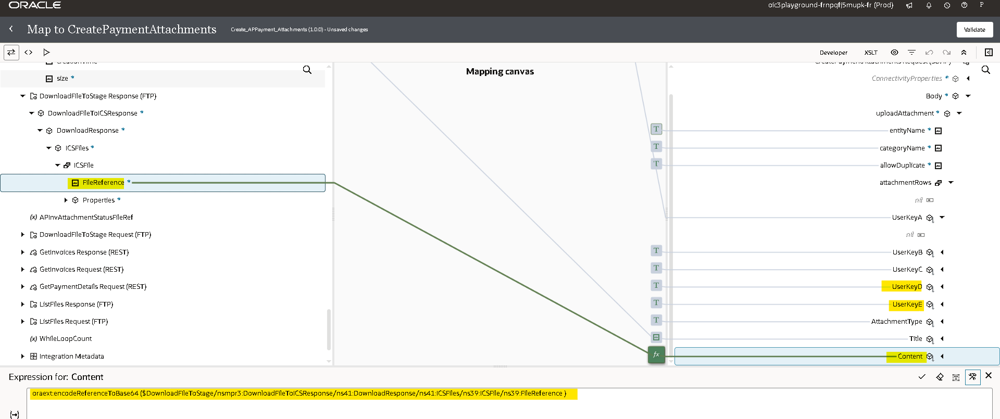 ORACLE
oic3playground-frnpqfj5mupk-fr (Prod)
P
Map to CreatePaymentAttachments
Create_APPayment_Attachments (1.0.0) - Unsaved changes
Validate
Developer
XSLT
creationTime
size *
DownloadFIleToStage Response (FTP)
DownloadFileToICSResponse *
DownloadResponse *
ICSFiles *
ICSFile
FileReference *
Properties *
(x) APInvAttachmentStatusFileRef
DownloadFIleToStage Request (FTP)
GetInvoices Response (REST)
GetInvoices Request (REST)
GetPaymentDetails Request (REST)
ListFiles Response (FTP)
ListFiles Request (FTP)
(x) WhileLoopCount
Integration Metadata
Mapping canvas
T
T
T
T
T
T
T
T
fx
CreatePaymentAttachments Request (SOAP)
ConnectivityProperties *
Body *
uploadAttachment *
entityName *
categoryName *
allowDuplicate *
attachmentRows
nil
UserKeyA
nil
UserKeyB
UserKeyC
UserKeyD
UserKeyE
AttachmentType
Title
Content
Expression for: Content
oraext:encodeReferenceToBase64 ($DownloadFIleToStage/nsmpr3:DownloadFileToICSResponse/ns41:DownloadResponse/ns41:ICSFiles/ns39:ICSFile/ns39:FileReference )